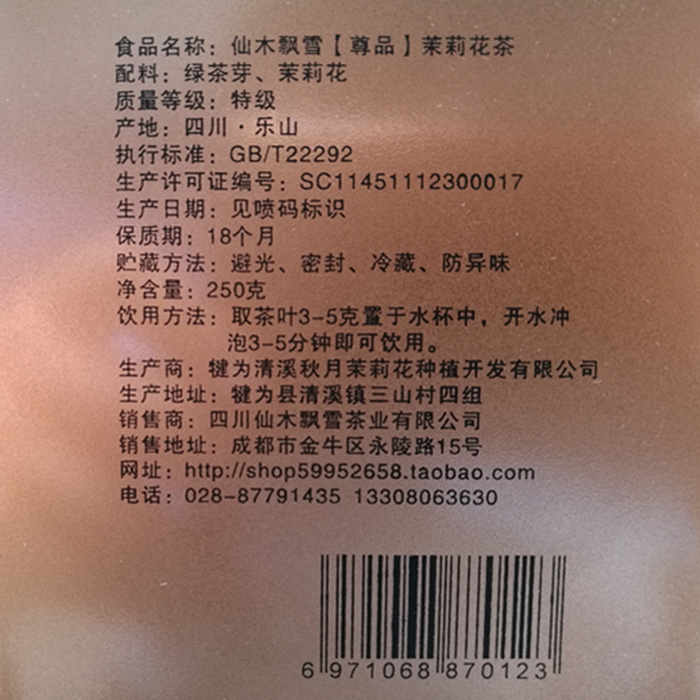 食品名称：仙木飘雪【尊品】茉莉花茶
配料：绿茶芽、茉莉花
质量等级：特级
产地：四川·乐山
执行标准：GB/T22292
生产许可证编号：SC11451112300017
生产日期：见喷码标识
保质期：18个月
贮藏方法：避光、密封、冷藏、防异味
净含量：250克
饮用方法：取茶叶3-5克置于水杯中，开水冲
泡3-5分钟即可饮用。
生产商：犍为清溪秋月茉莉花种植开发有限公司
生产地址：犍为县清溪镇三山村四组
销售商：四川仙木飘雪茶业有限公司
销售地址：成都市金牛区永陵路15号
网址：http://shop59952658.taobao.com
电话：028-87791435 13308063630
6 971068 870123